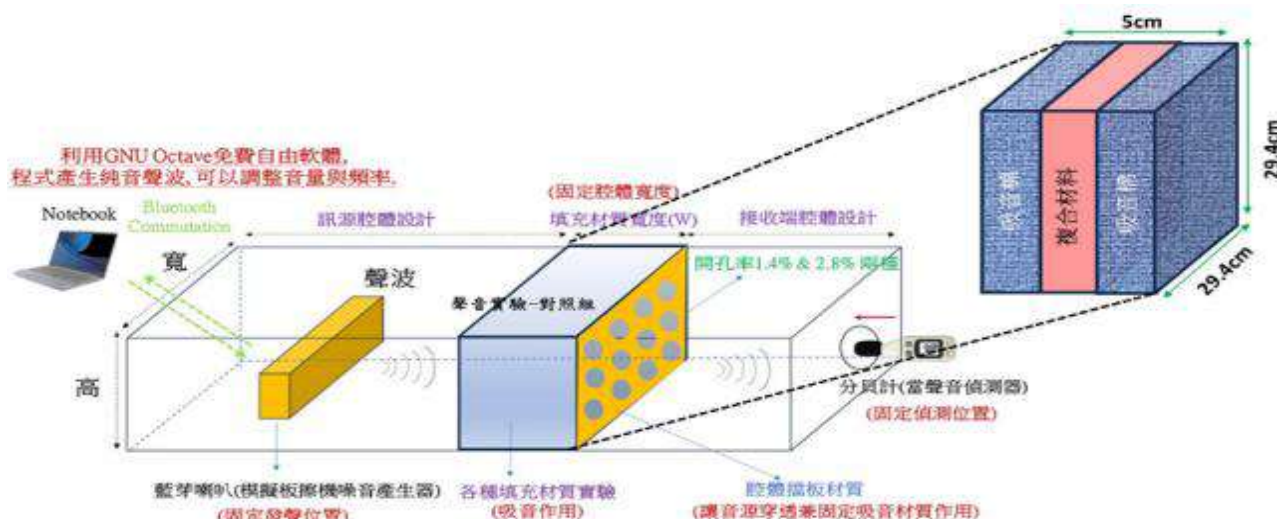 5cm
29.4cm
29.4cm
吸音棉
複合材料
吸音棉
利用GNU Octave免費自由軟體,
程式產生純音聲波,可以調整音量與頻率.
Notebook
Bluetooth
Commutation
(固定腔體寬度)
訊源腔體設計
填充材質寬度(W)
接收端腔體設計
寬
聲波
開孔率1.4% & 2.8% 兩種
聲音實驗-對照組
高
分貝計(當聲音偵測器)
(固定偵測位置)
藍芽喇叭(模擬板擦機噪音產生器)
(固定發聲位置)
各種填充材質實驗
(吸音作用)
腔體擋板材質
(讓音源穿透兼固定吸音材質作用)